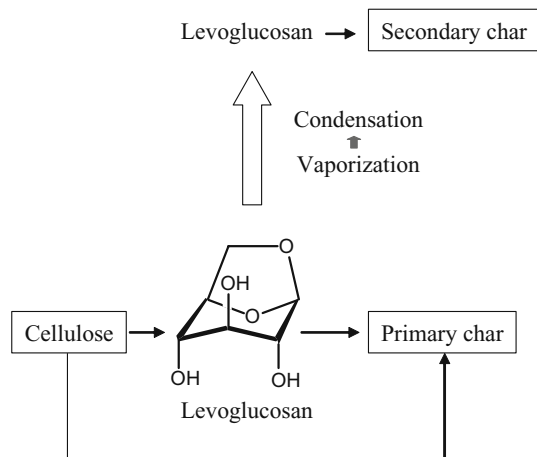 Levoglucosan
Secondary char
Condensation
Vaporization
O
OH
O
Cellulose
Primary char
OH
OH
Levoglucosan